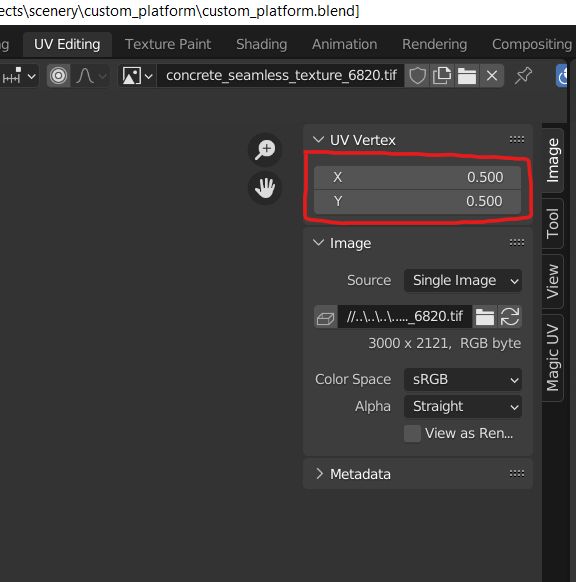 ects\scenery\custom_platform\custom_platform.blend]
UV Editing Texture Paint Shading Animation Rendering Compositing
concrete_seamless_texture_6820.tif
UV Vertex
X 0.500
Y 0.500
Image
Source Single Image
//..\..\..\....._6820.tif
3000 x 2121, RGB byte
Color Space sRGB
Alpha Straight
View as Ren...
Metadata
Image
Tool
View
Magic UV